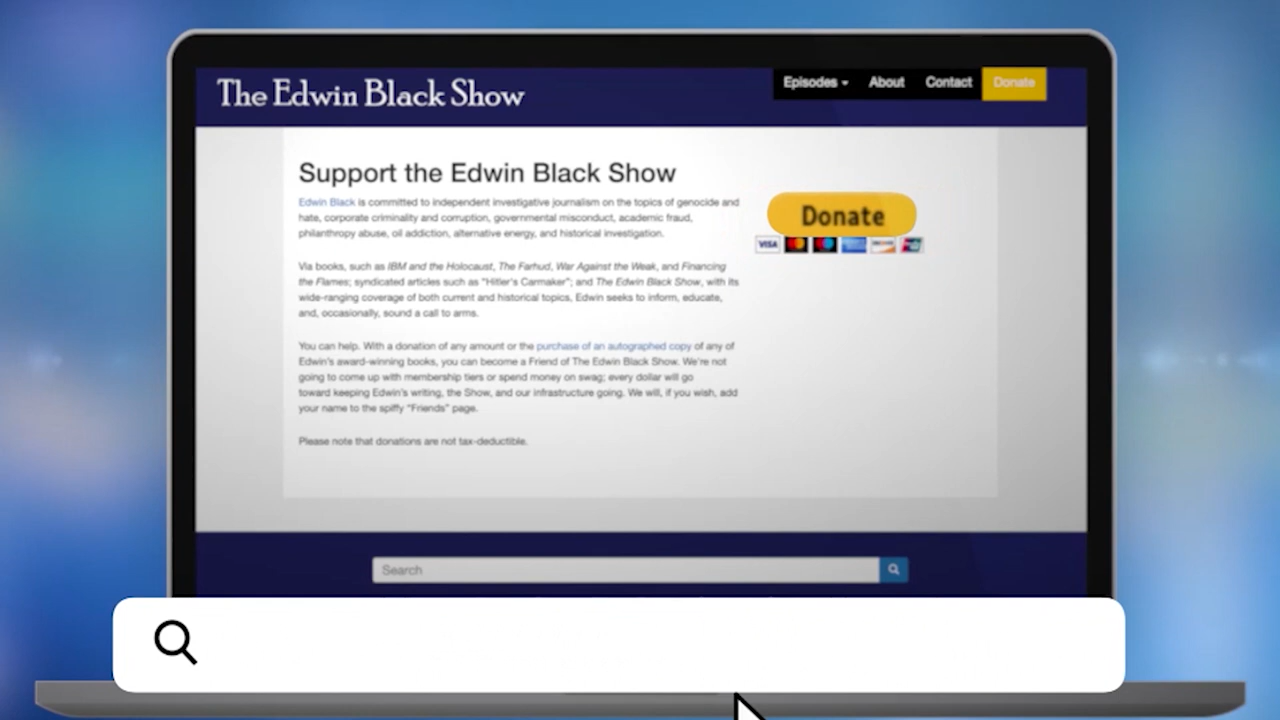 The Edwin Black Show
Episodes About Contact Donate
Support the Edwin Black Show
Edwin Black is committed to independent investigative journalism on the topics of genocide and
hate, corporate criminality and corruption, governmental misconduct, academic fraud,
philanthropy abuse, oil addiction, alternative energy, and historical investigation.
Donate
VISA
Via books, such as IBM and the Holocaust, The Farhud, War Against the Weak, and Financing
the Flames; syndicated articles such as "Hitler's Carmaker"; and The Edwin Black Show, with its
wide-ranging coverage of both current and historical topics, Edwin seeks to inform, educate,
and, occasionally, sound a call to arms.
You can help. With a donation of any amount or the purchase of an autographed copy of any of
Edwin's award-winning books, you can become a Friend of The Edwin Black Show. We're not
going to come up with membership tiers or spend money on swag; every dollar will go
toward keeping Edwin's writing, the Show, and our infrastructure going. We will, if you wish, add
your name to the spiffy "Friends" page.
Please note that donations are not tax-deductible.
Search